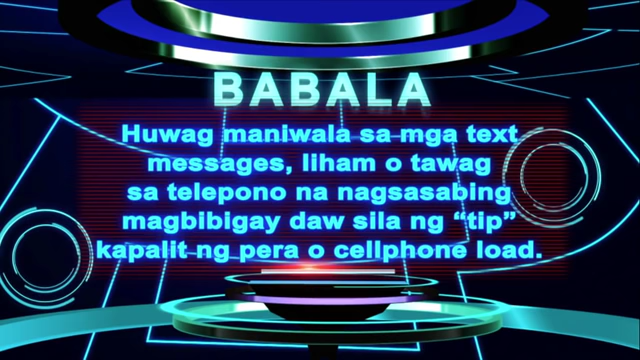 BABALA
Huwag maniwala sa mga text
messages, liham o tawag
sa telepono na nagsasabing
magbibigay daw sila ng “tip”
kapalit ng pera o cellphone load.